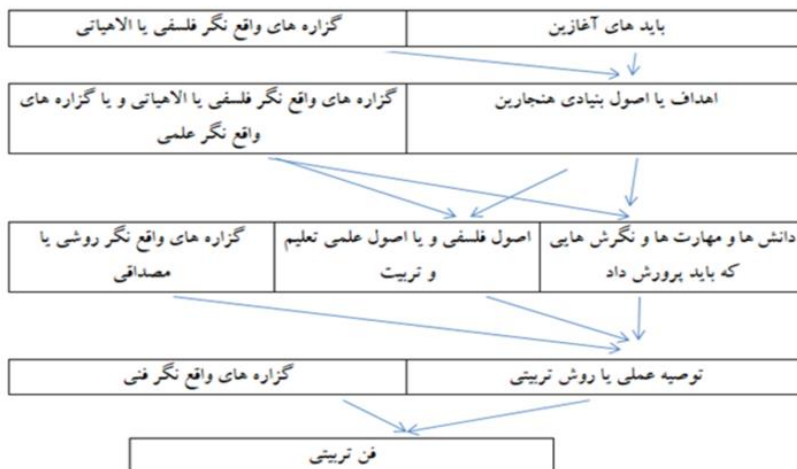 باید های آغازین
گزاره های واقع نگر فلسفی یا الاهیاتی
اهداف یا اصول بنیادی هنجارین
گزاره های واقع نگر فلسفی یا الاهیاتی و یا گزاره های
واقع نگر علمی
دانش ها و مهارت ها و نگرش هایی
که باید پرورش داد
اصول فلسفی و یا اصول علمی تعلیم
و تربیت
گزاره های واقع نگر روشی یا
مصداقی
توصیه عملی یا روش تربیتی
گزاره های واقع نگر فنی
فن تربیتی